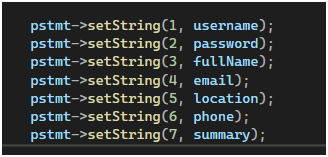 pstmt->setString(1, username);
pstmt->setString(2, password);
pstmt->setString(3, fullName);
pstmt->setString(4, email);
pstmt->setString(5, location);
pstmt->setString(6, phone);
pstmt->setString(7, summary);